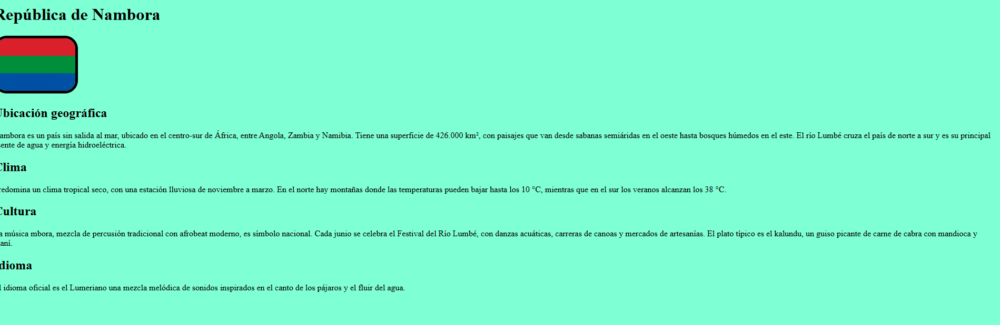 República de Nambora
Ubicación geográfica
ambora es un país sin salida al mar, ubicado en el centro-sur de África, entre Angola, Zambia y Namibia. Tiene una superficie de 426.000 km², con paisajes que van desde sabanas semiáridas en el oeste hasta bosques húmedos en el este. El río Lumbé cruza el país de norte a sur y es su principal
ente de agua y energía hidroeléctrica.
Clima
redomina un clima tropical seco, con una estación lluviosa de noviembre a marzo. En el norte hay montañas donde las temperaturas pueden bajar hasta los 10 °C, mientras que en el sur los veranos alcanzan los 38 °C.
Cultura
a música mbora, mezcla de percusión tradicional con afrobeat moderno, es símbolo nacional. Cada junio se celebra el Festival del Río Lumbé, con danzas acuáticas, carreras de canoas y mercados de artesanías. El plato típico es el kalundu, un guiso picante de carne de cabra con mandioca y
aní.
dioma
l idioma oficial es el Lumeriano una mezcla melódica de sonidos inspirados en el canto de los pájaros y el fluir del agua.